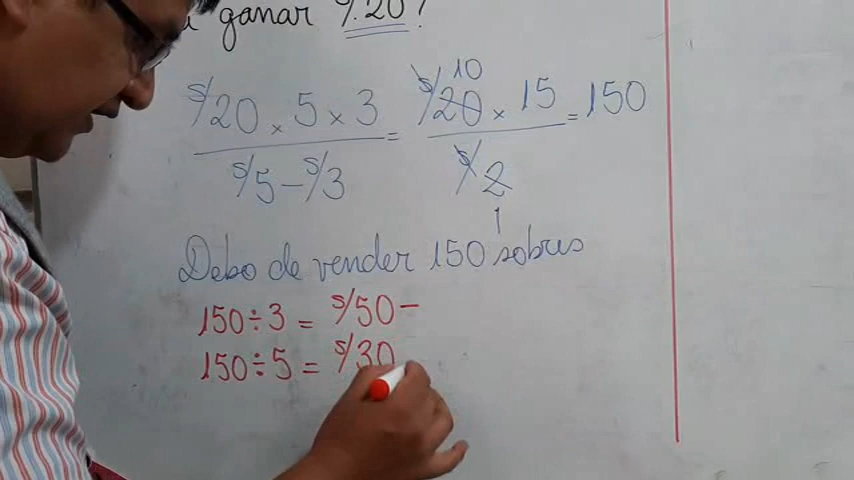 ganar S/.20?
S/20 x 5 x 3 / S/5 - S/3 = S/20 10 x 15 / S/2 1 = 150
Debo de vender 150 sobres
150 ÷ 3 = S/50 -
150 ÷ 5 = S/30